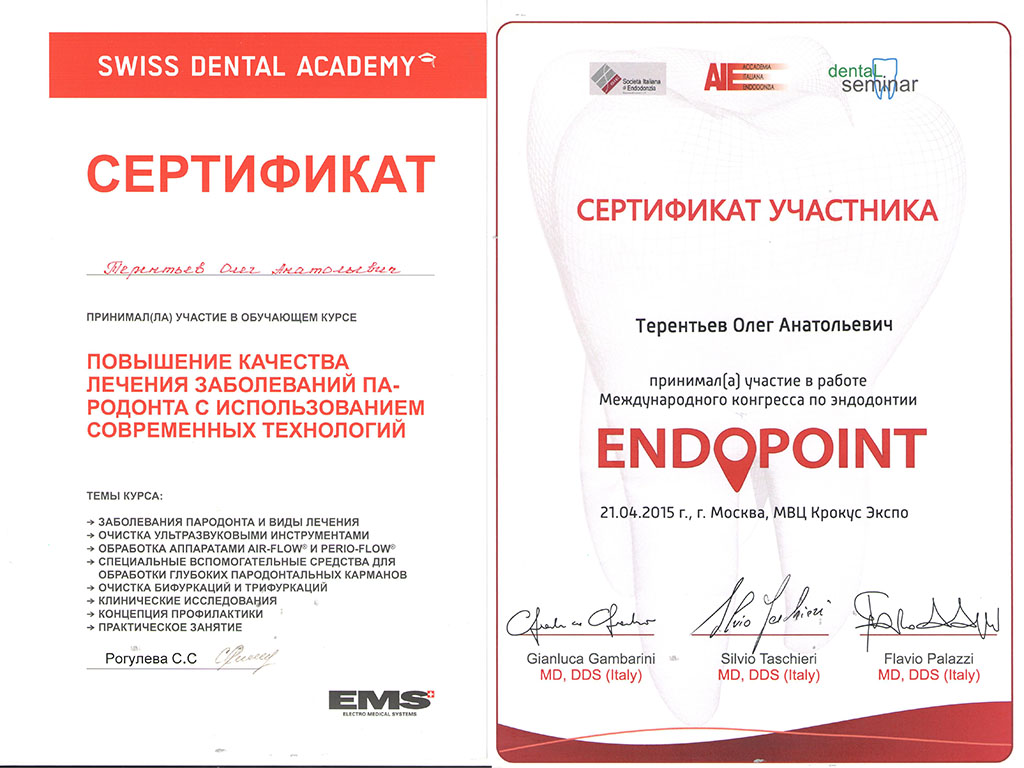 SWISS DENTAL ACADEMY
СЕРТИФИКАТ
Терентьев Олег Анатольевич
ПРИНИМАЛ(ЛА) УЧАСТИЕ В ОБУЧАЮЩЕМ КУРСЕ
ПОВЫШЕНИЕ КАЧЕСТВА
ЛЕЧЕНИЯ ЗАБОЛЕВАНИЙ ПА-
РОДОНТА С ИСПОЛЬЗОВАНИЕМ
СОВРЕМЕННЫХ ТЕХНОЛОГИЙ
ТЕМЫ КУРСА:
→ ЗАБОЛЕВАНИЯ ПАРОДОНТА И ВИДЫ ЛЕЧЕНИЯ
→ ОЧИСТКА УЛЬТРАЗВУКОВЫМИ ИНСТРУМЕНТАМИ
→ ОБРАБОТКА АППАРАТАМИ AIR-FLOW® И PERIO-FLOW®
→ СПЕЦИАЛЬНЫЕ ВСПОМОГАТЕЛЬНЫЕ СРЕДСТВА ДЛЯ
ОБРАБОТКИ ГЛУБОКИХ ПАРОДОНТАЛЬНЫХ КАРМАНОВ
→ ОЧИСТКА БИФУРКАЦИЙ И ТРИФУРКАЦИЙ
→ КЛИНИЧЕСКИЕ ИССЛЕДОВАНИЯ
→ КОНЦЕПЦИЯ ПРОФИЛАКТИКИ
→ ПРАКТИЧЕСКОЕ ЗАНЯТИЕ
Рогулева С.С
EMS
ELECTRO MEDICAL SYSTEMS
Società Italiana
di Endodonzia
AIE
ACCADEMIA
ITALIANA
ENDODONZIA
dental
seminar
СЕРТИФИКАТ УЧАСТНИКА
Терентьев Олег Анатольевич
принимал(а) участие в работе
Международного конгресса по эндодонтии
ENDOPOINT
21.04.2015 г., г. Москва, МВЦ Крокус Экспо
Gianluca Gambarini
MD, DDS (Italy)
Silvio Taschieri
MD, DDS (Italy)
Flavio Palazzi
MD, DDS (Italy)